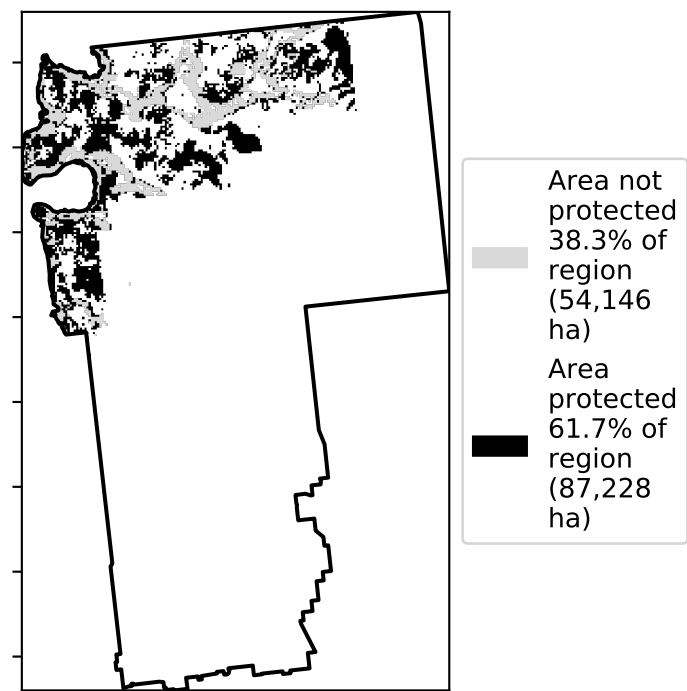 Area not
protected
38.3% of
region
(54,146
ha)
Area
protected
61.7% of
region
(87,228
ha)